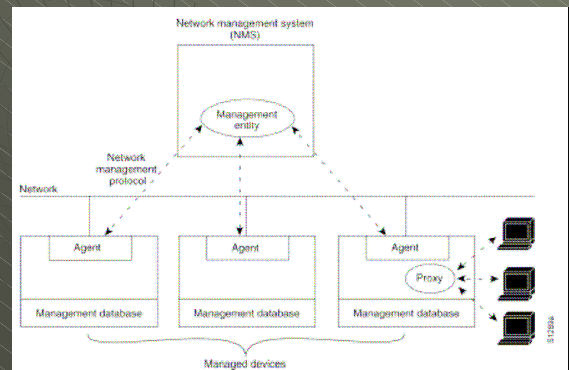 Network management system
(NMS)
Management
entity
Network
management
protocol
Network
Agent
Agent
Agent
Proxy
Management database
Management database
Management database
Managed devices